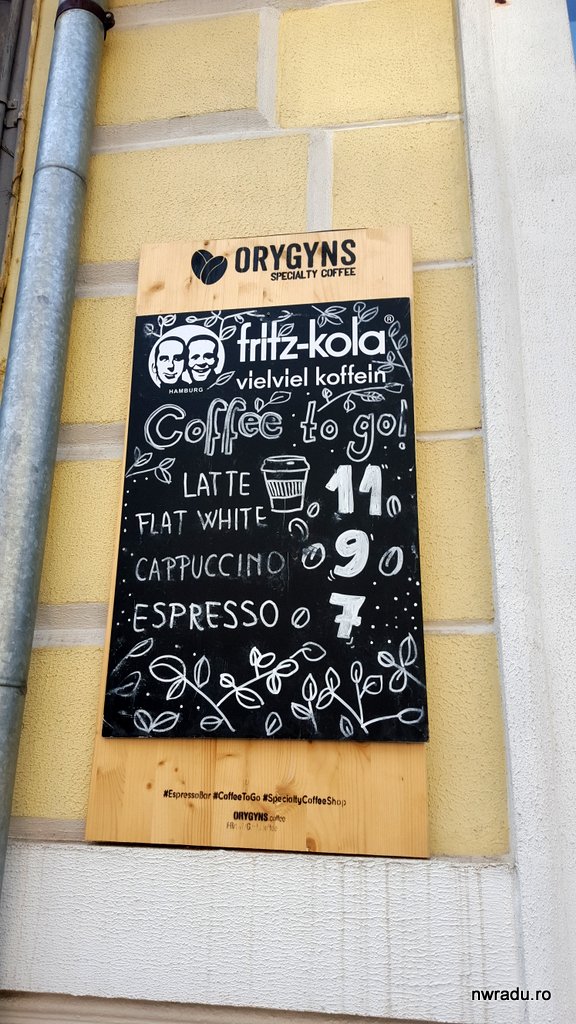 ORYGYNS
SPECIALTY COFFEE
fritz-kola®
vielviel koffein
HAMBURG
Coffee to go!
LATTE 11
FLAT WHITE
CAPPUCCINO 9
ESPRESSO 7
#EspressoBar #CoffeeToGo #SpecialtyCoffeeShop
ORYGYNS.coffee
nwradu.ro